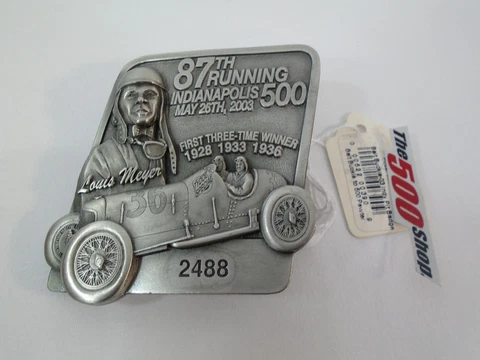 87TH
RUNNING
INDIANAPOLIS 500
MAY 25TH, 2003
FIRST THREE-TIME WINNER
1928 1933 1936
Louis Meyer
2488
The 500 Shop